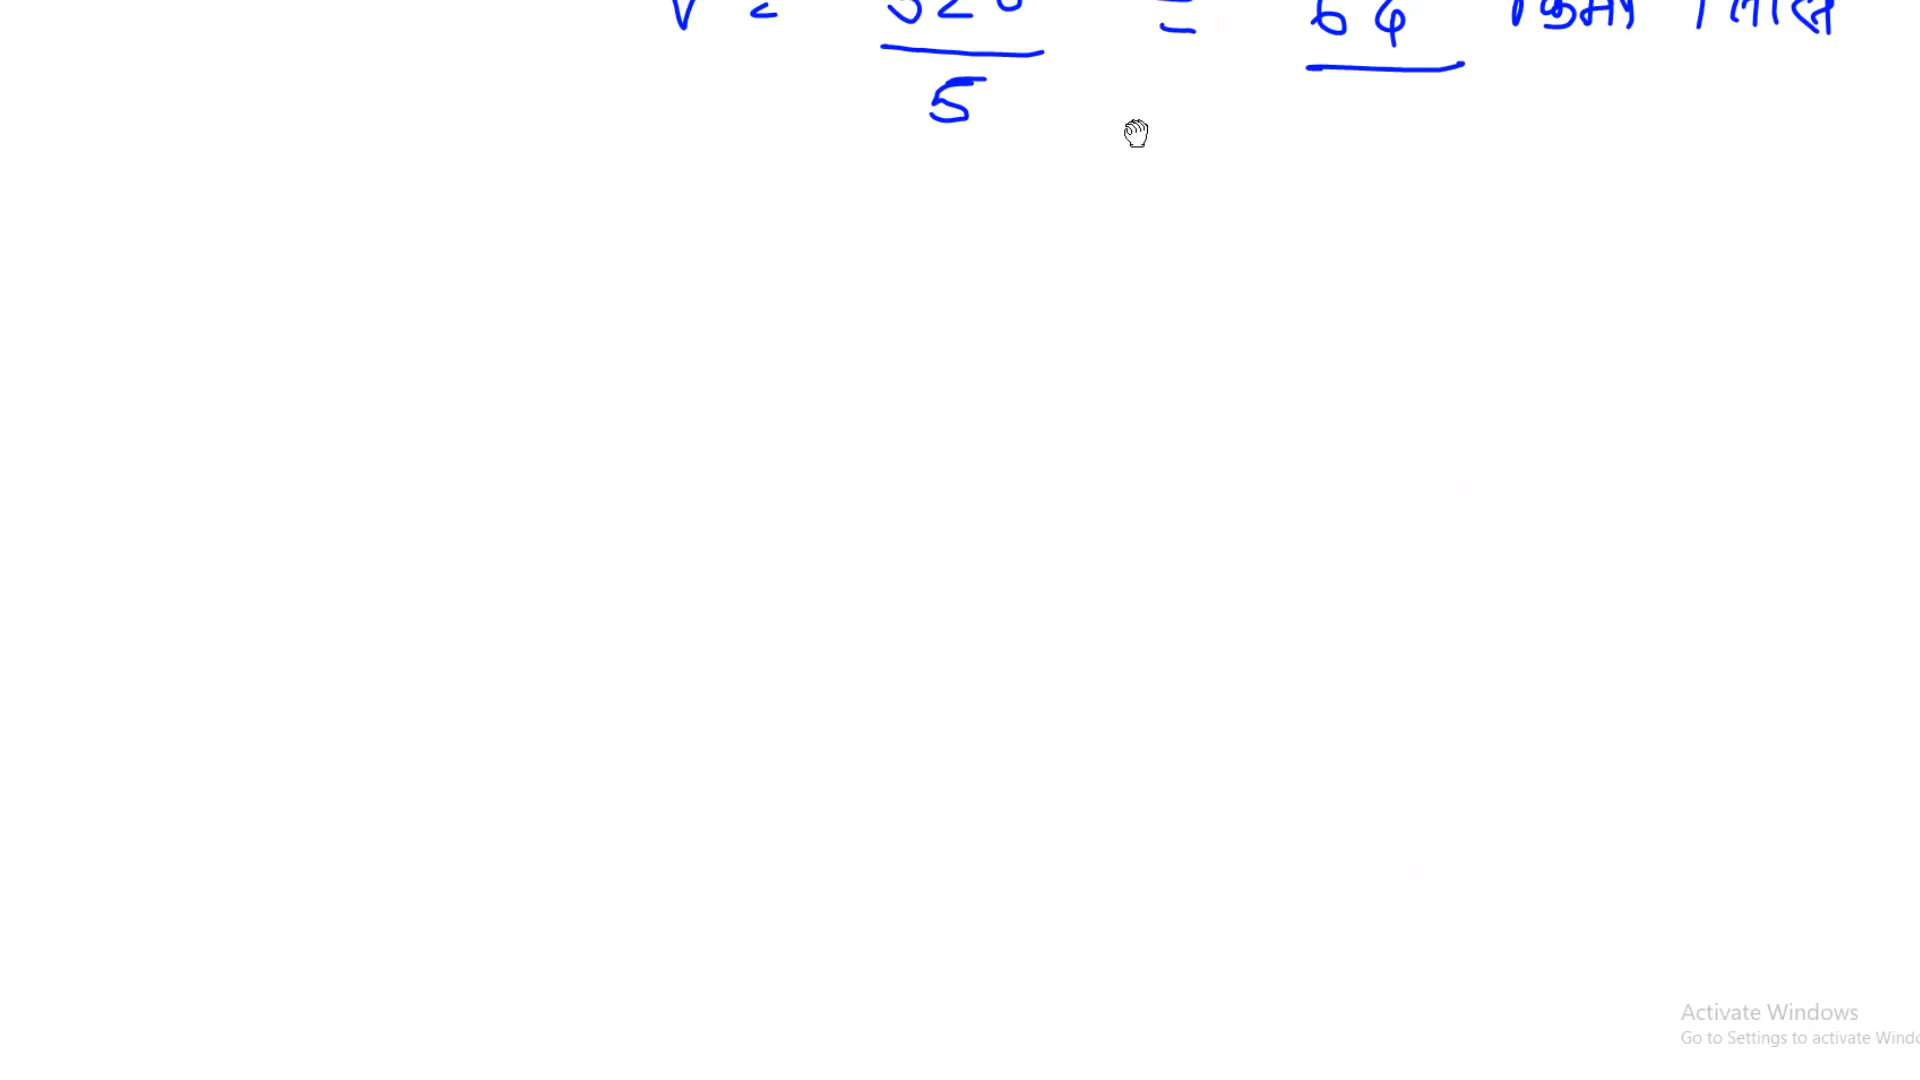 V = 320 = 64 किमी / तास
5
Activate Windows
Go to Settings to activate Windo